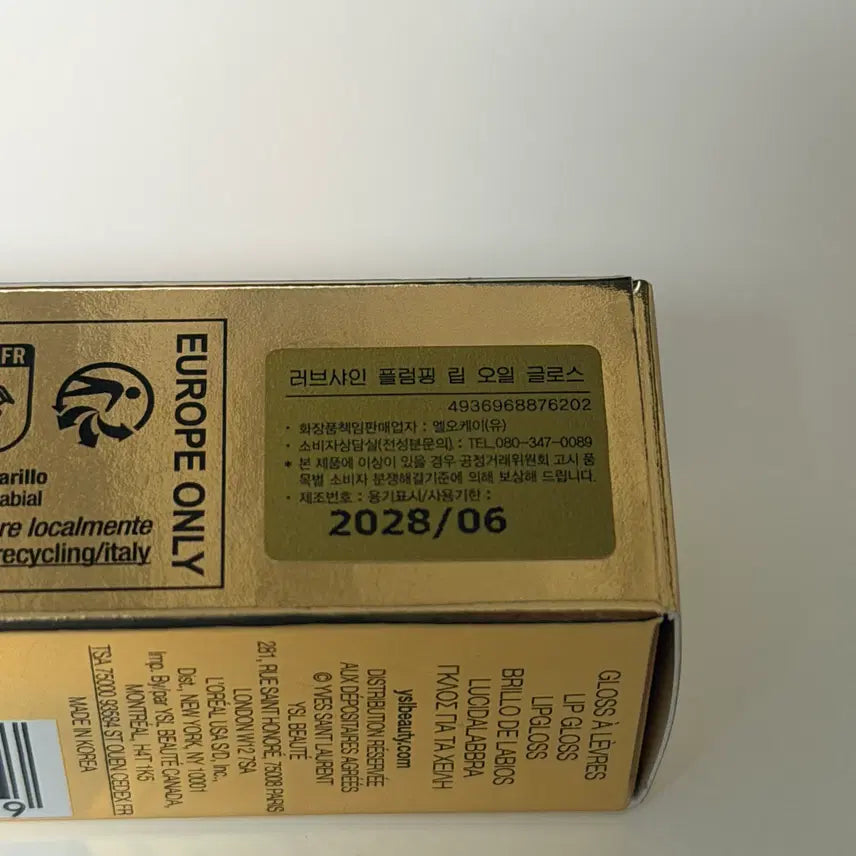 FR
arillo
abial
re localmente
recycling/italy
EUROPE ONLY
러브샤인 플럼핑 립 오일 글로스
4936968876202
· 화장품책임판매업자 : 엘오케이(유)
· 소비자상담실(전성분문의) : TEL.080-347-0089
* 본 제품에 이상이 있을 경우 공정거래위원회 고시 품
목별 소비자 분쟁해결기준에 의해 보상해 드립니다.
· 제조번호 : 용기표시/사용기한 :
2028/06
GLOSS À LÈVRES
LIP GLOSS
LIPGLOSS
BRILLO DE LABIOS
LUCIDALABBRA
ΓΚΛΟΣ ΓΙΑ ΤΑ ΧΕΙΛΗ
yslbeauty.com
DISTRIBUTION RÉSERVÉE
AUX DÉPOSITAIRES AGRÉÉS
© YVES SAINT LAURENT
YSL BEAUTÉ
281, RUE SAINT HONORÉ, 75008 PARIS
LONDON W12 7SA
L'ORÉAL USA S/D, Inc.,
Dist., NEW YORK, NY 10001
Imp. By/par YSL BEAUTÉ CANADA,
MONTRÉAL, H4T 1K5
TSA 75000, 93584 ST OUEN CEDEX.FR
MADE IN KOREA
9